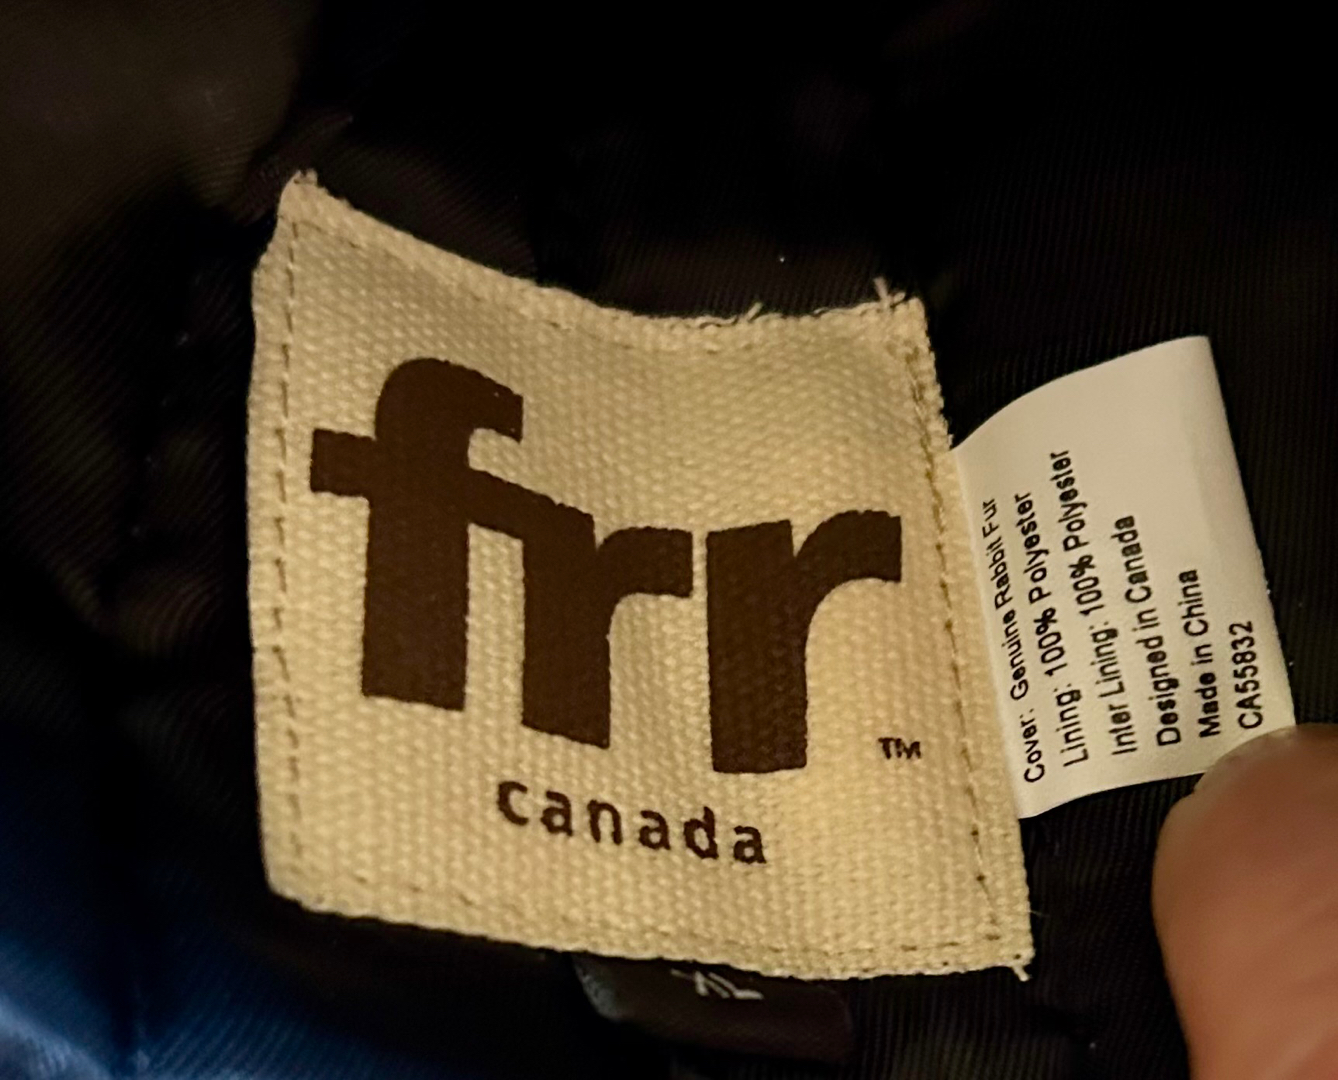 frr
TM
canada
Cover: Genuine Rabbit Fur
Lining: 100% Polyester
Inter Lining: 100% Polyester
Designed in Canada
Made in China
CA55832